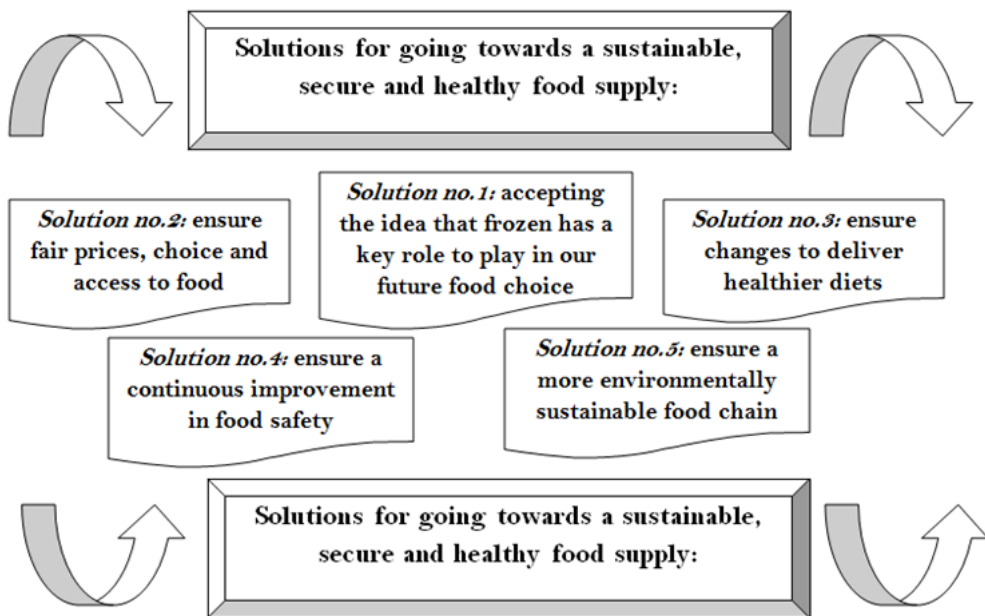 Solutions for going towards a sustainable,
secure and healthy food supply:
Solution no.2: ensure
fair prices, choice and
access to food
Solution no.1: accepting
the idea that frozen has a
key role to play in our
future food choice
Solution no.3: ensure
changes to deliver
healthier diets
Solution no.4: ensure a
continuous improvement
in food safety
Solution no.5: ensure a
more environmentally
sustainable food chain
Solutions for going towards a sustainable,
secure and healthy food supply: